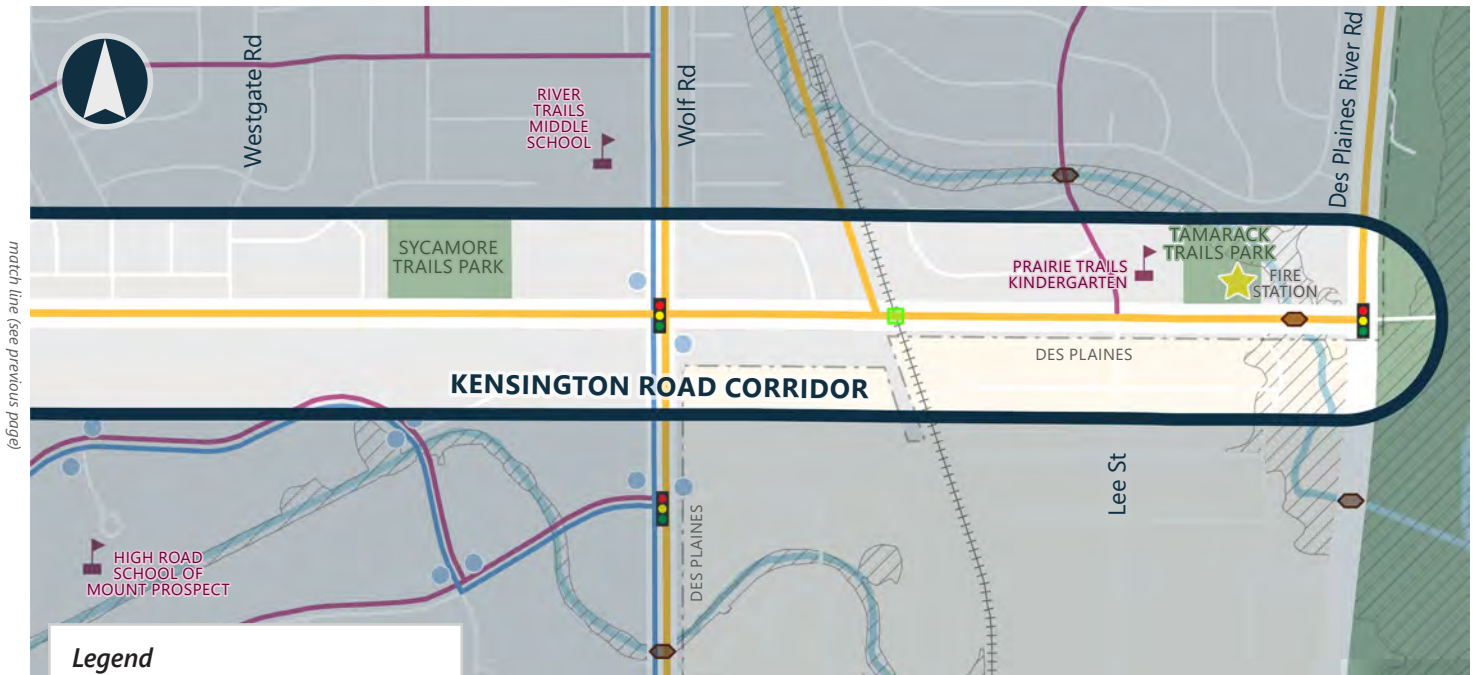 Westgate Rd
RIVER
TRAILS
MIDDLE
SCHOOL
Wolf Rd
Des Plaines River Rd
match line (see previous page)
SYCAMORE
TRAILS PARK
PRAIRIE TRAILS
KINDERGARTEN
TAMARACK
TRAILS PARK
FIRE
STATION
DES PLAINES
KENSINGTON ROAD CORRIDOR
Lee St
DES PLAINES
HIGH ROAD
SCHOOL OF
MOUNT PROSPECT
Legend